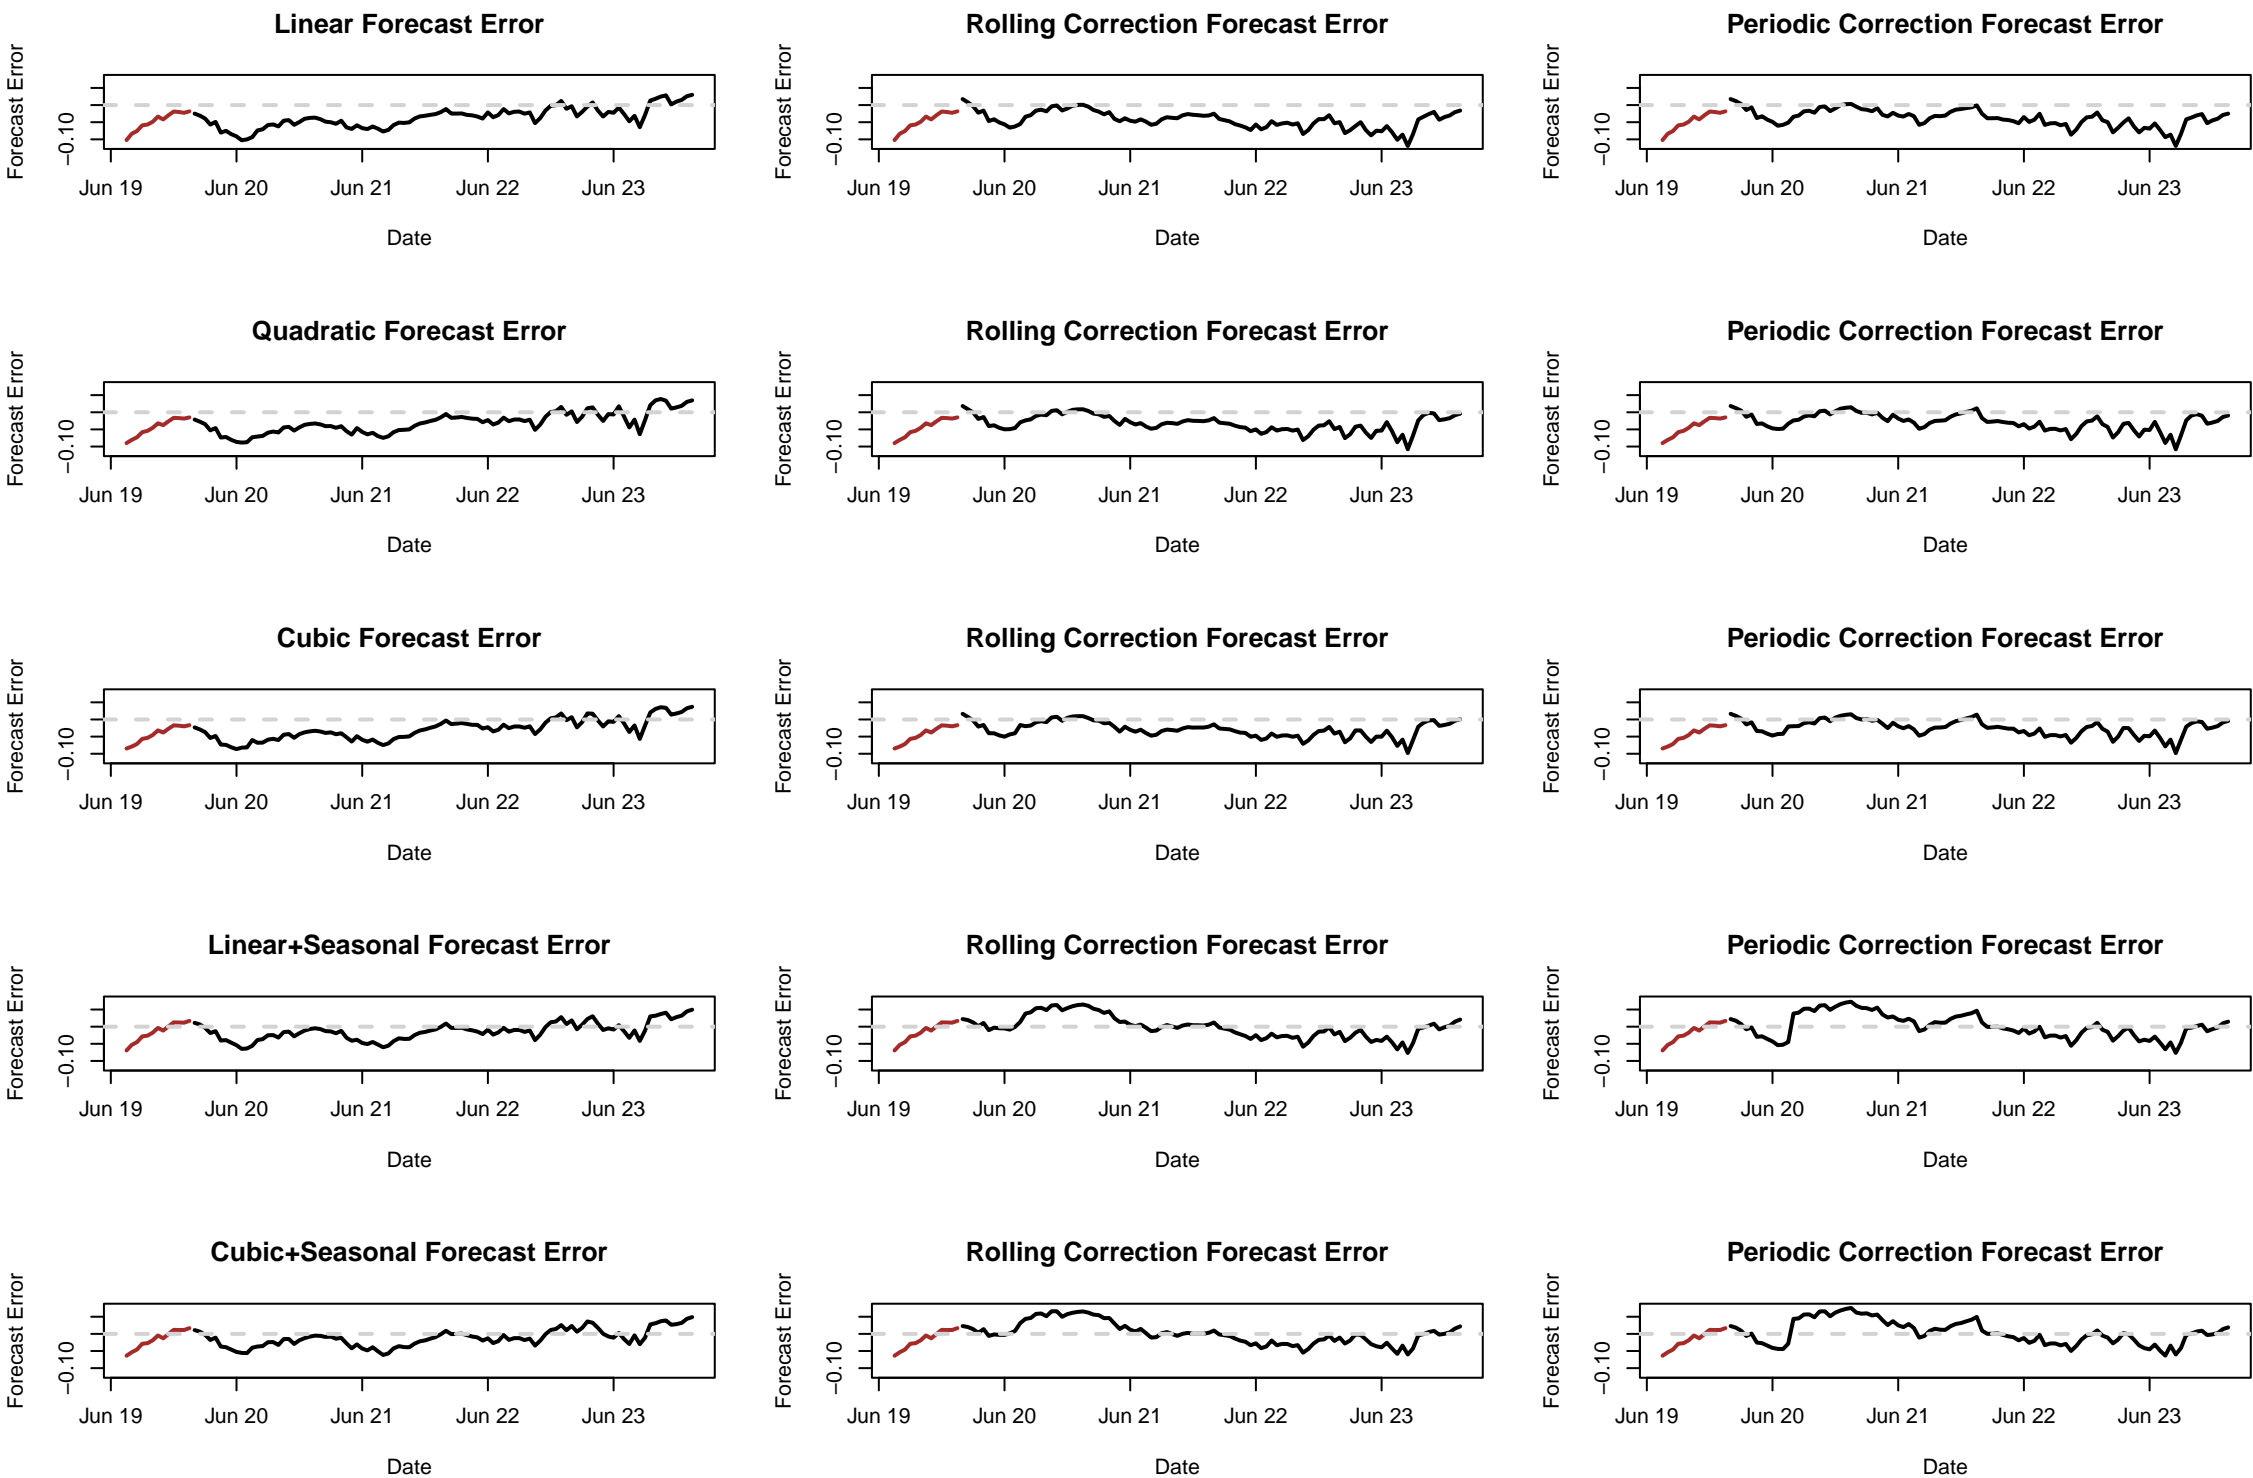 Linear Forecast Error
Forecast Error
−0.10
Jun 19 Jun 20 Jun 21 Jun 22 Jun 23
Date
Rolling Correction Forecast Error
Forecast Error
−0.10
Jun 19 Jun 20 Jun 21 Jun 22 Jun 23
Date
Periodic Correction Forecast Error
Forecast Error
−0.10
Jun 19 Jun 20 Jun 21 Jun 22 Jun 23
Date
Quadratic Forecast Error
Forecast Error
−0.10
Jun 19 Jun 20 Jun 21 Jun 22 Jun 23
Date
Rolling Correction Forecast Error
Forecast Error
−0.10
Jun 19 Jun 20 Jun 21 Jun 22 Jun 23
Date
Periodic Correction Forecast Error
Forecast Error
−0.10
Jun 19 Jun 20 Jun 21 Jun 22 Jun 23
Date
Cubic Forecast Error
Forecast Error
−0.10
Jun 19 Jun 20 Jun 21 Jun 22 Jun 23
Date
Rolling Correction Forecast Error
Forecast Error
−0.10
Jun 19 Jun 20 Jun 21 Jun 22 Jun 23
Date
Periodic Correction Forecast Error
Forecast Error
−0.10
Jun 19 Jun 20 Jun 21 Jun 22 Jun 23
Date
Linear+Seasonal Forecast Error
Forecast Error
−0.10
Jun 19 Jun 20 Jun 21 Jun 22 Jun 23
Date
Rolling Correction Forecast Error
Forecast Error
−0.10
Jun 19 Jun 20 Jun 21 Jun 22 Jun 23
Date
Periodic Correction Forecast Error
Forecast Error
−0.10
Jun 19 Jun 20 Jun 21 Jun 22 Jun 23
Date
Cubic+Seasonal Forecast Error
Forecast Error
−0.10
Jun 19 Jun 20 Jun 21 Jun 22 Jun 23
Date
Rolling Correction Forecast Error
Forecast Error
−0.10
Jun 19 Jun 20 Jun 21 Jun 22 Jun 23
Date
Periodic Correction Forecast Error
Forecast Error
−0.10
Jun 19 Jun 20 Jun 21 Jun 22 Jun 23
Date